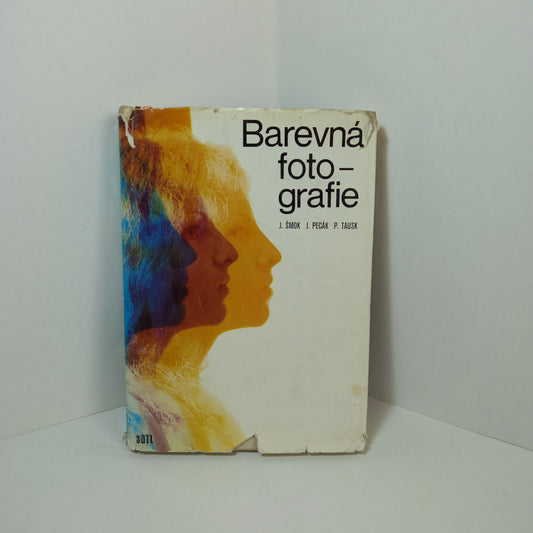 Barevná
foto–
grafie
J. ŠMOK J. PECÁK P. TAUSK
SNTL